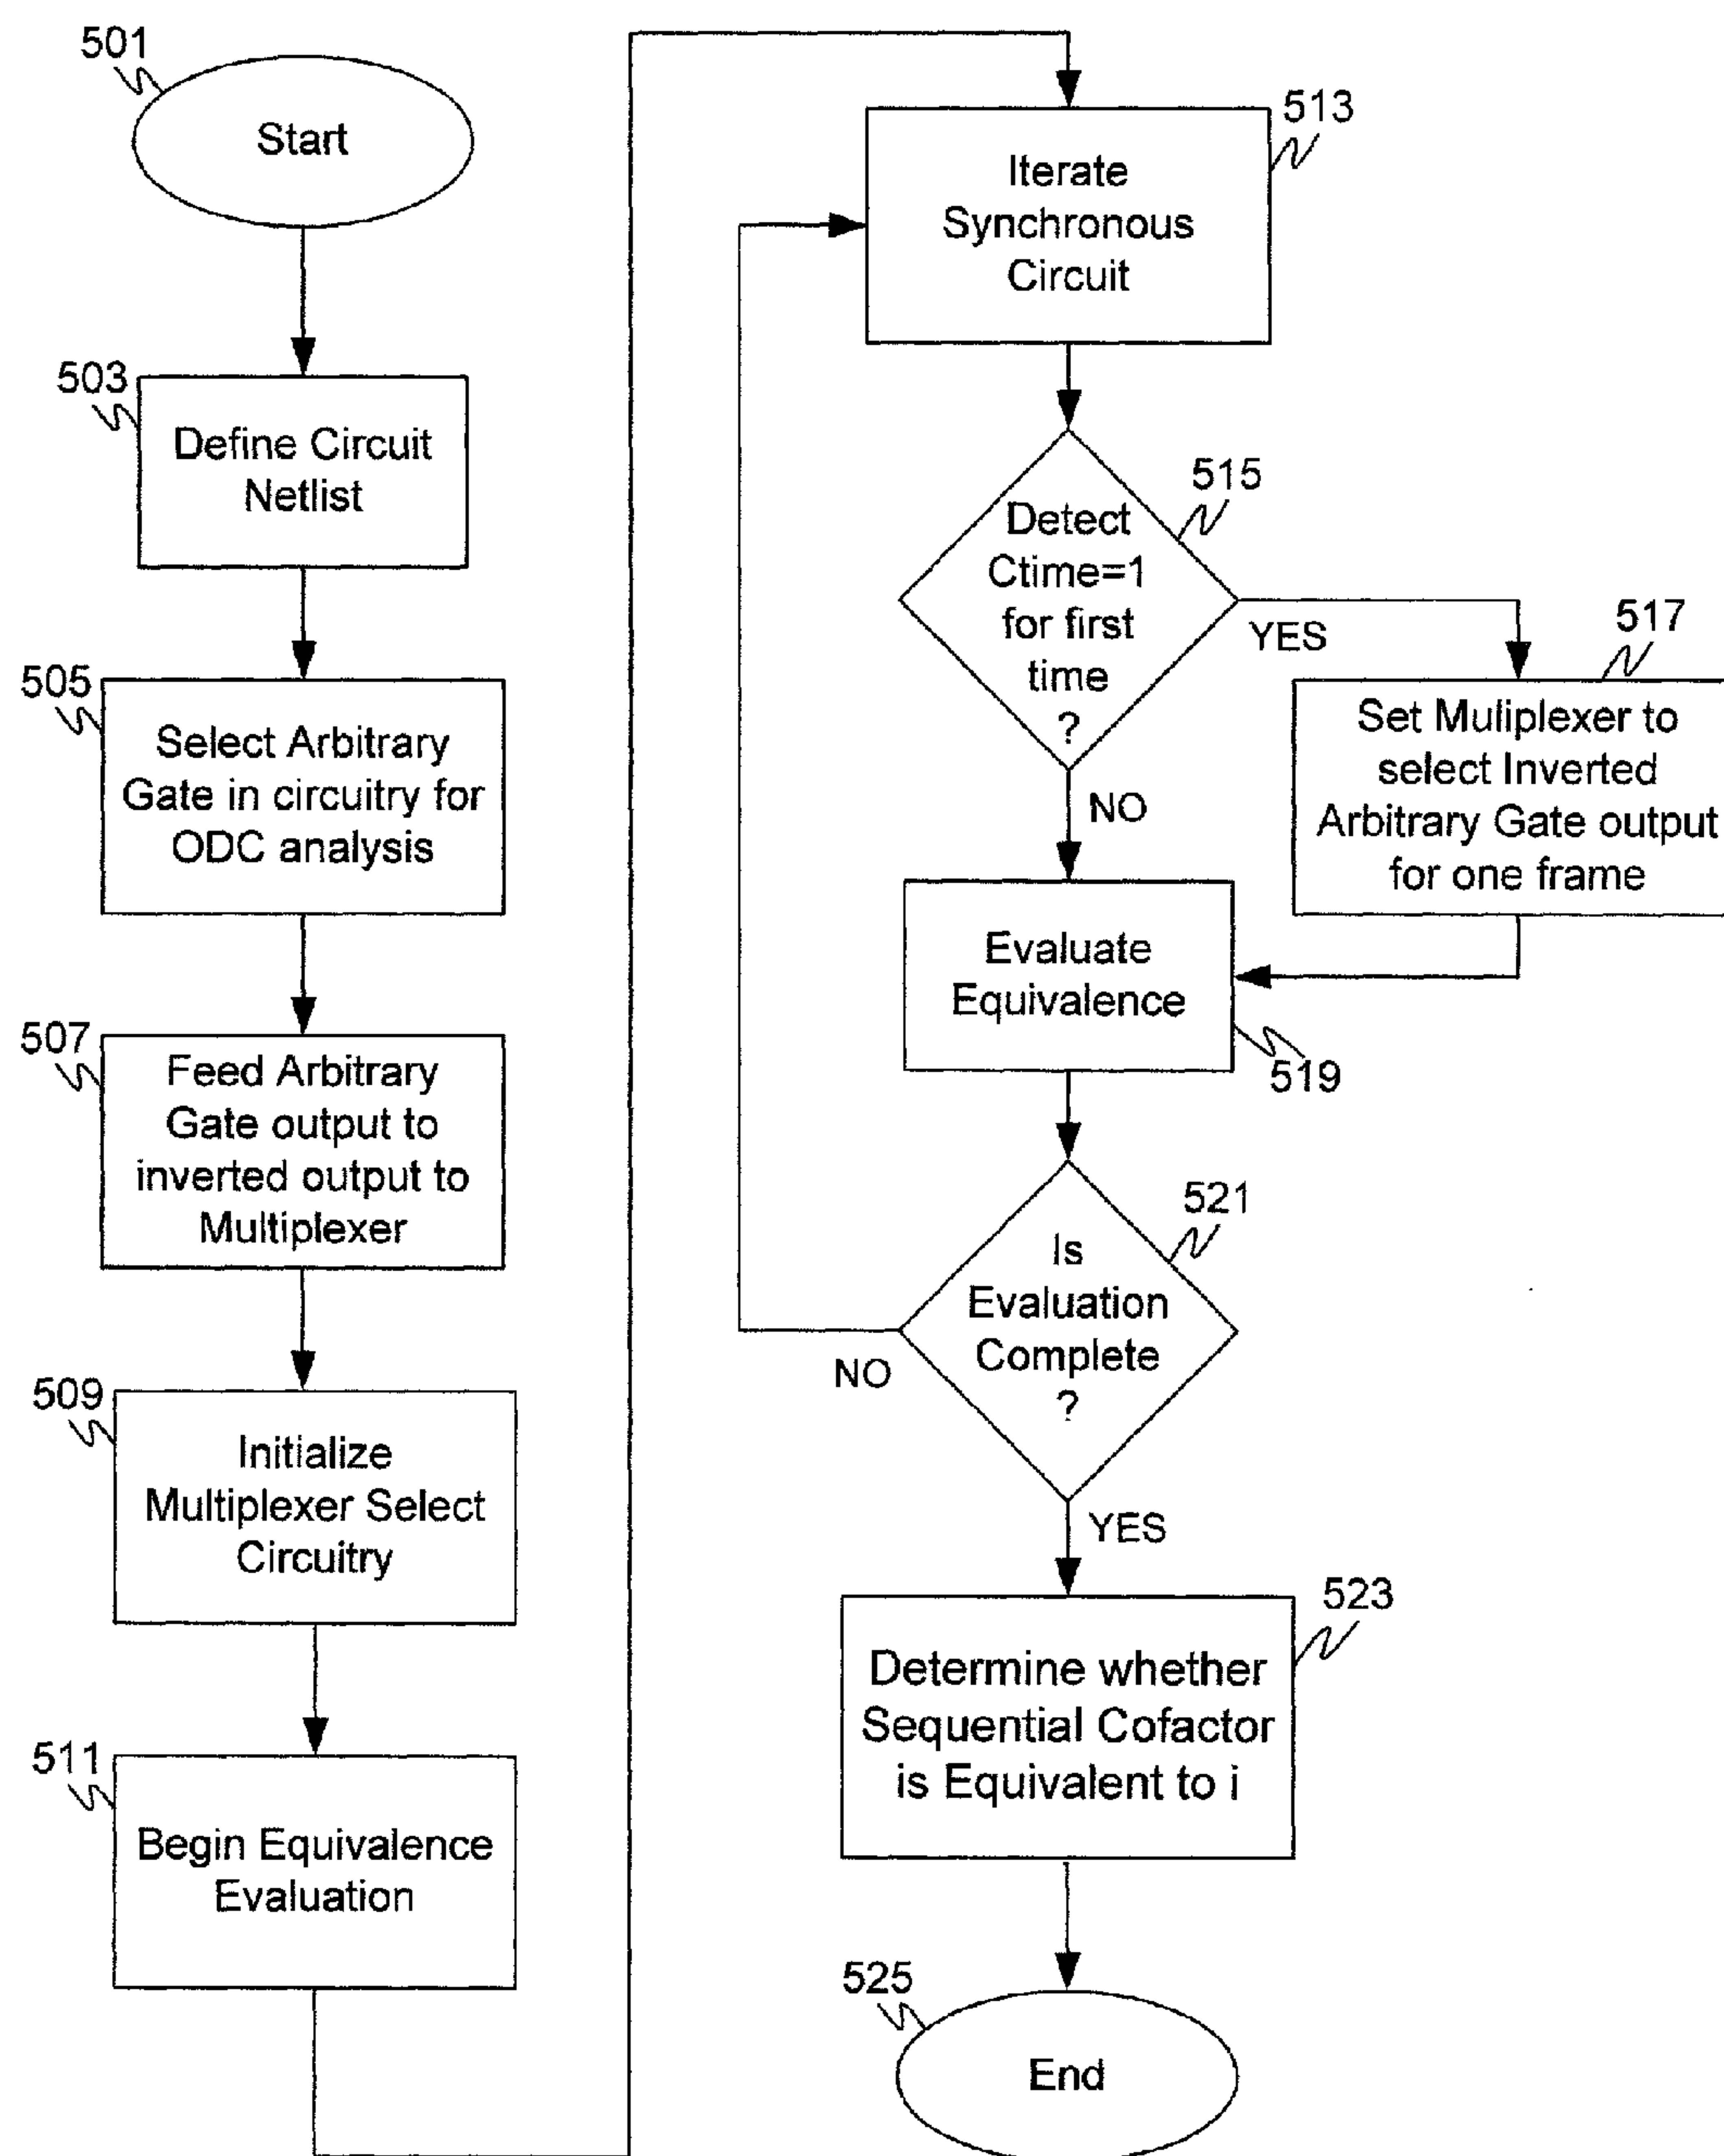 501
Start
503
Define Circuit
Netlist
505
Select Arbitrary
Gate in circuitry for
ODC analysis
507
Feed Arbitrary
Gate output to
inverted output to
Multiplexer
509
Initialize
Multiplexer Select
Circuitry
511
Begin Equivalence
Evaluation
513
Iterate
Synchronous
Circuit
515
Detect
Ctime=1
for first
time
?
YES
NO
517
Set Muliplexer to
select Inverted
Arbitrary Gate output
for one frame
Evaluate
Equivalence
519
521
Is
Evaluation
Complete
?
NO
YES
523
Determine whether
Sequential Cofactor
is Equivalent to i
525
End